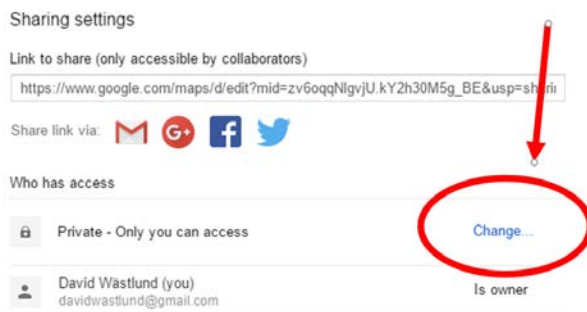 Sharing settings
Link to share (only accessible by collaborators)
https://www.google.com/maps/d/edit?mid=zv6oqqNlgvjU.kY2h30M5g_BE&usp=sharin
Share link via:
Who has access
Private - Only you can access Change...
David Wästlund (you) Is owner
davidwastlund@gmail.com